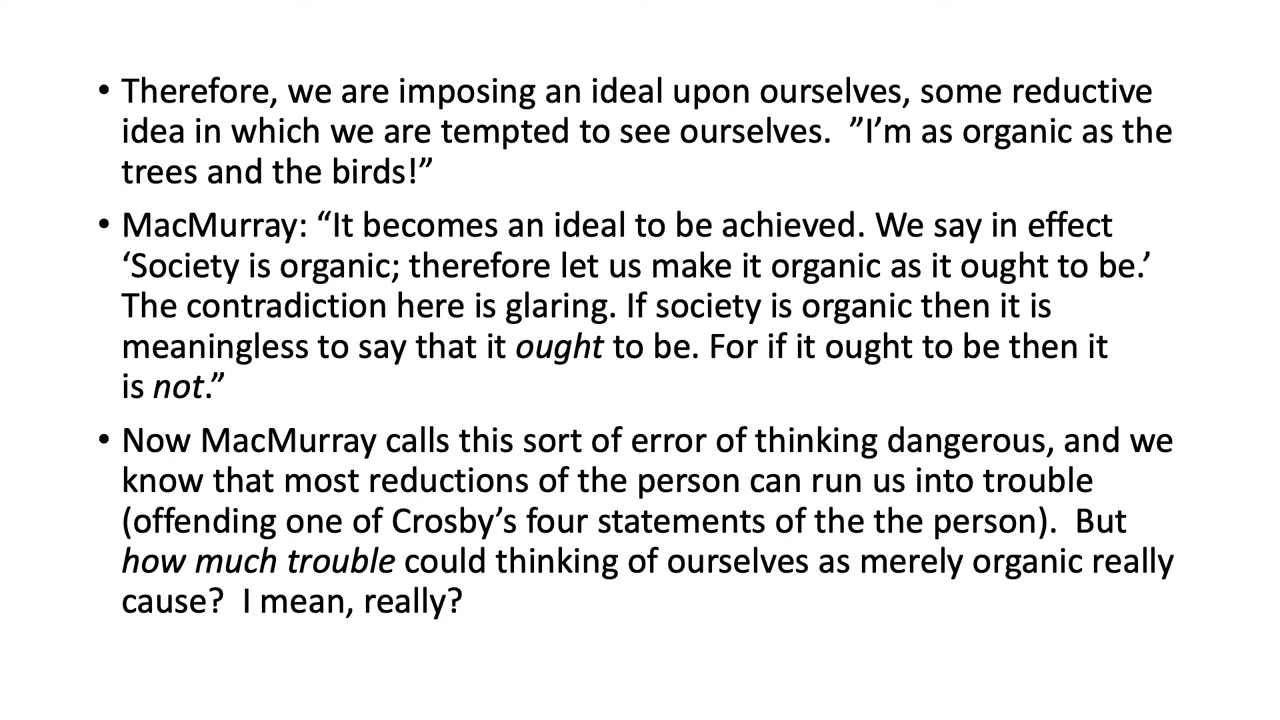 • Therefore, we are imposing an ideal upon ourselves, some reductive
idea in which we are tempted to see ourselves.  ”I’m as organic as the
trees and the birds!”
• MacMurray: “It becomes an ideal to be achieved. We say in effect
‘Society is organic; therefore let us make it organic as it ought to be.’
The contradiction here is glaring. If society is organic then it is
meaningless to say that it ought to be. For if it ought to be then it
is not.”
• Now MacMurray calls this sort of error of thinking dangerous, and we
know that most reductions of the person can run us into trouble
(offending one of Crosby’s four statements of the the person).  But
how much trouble could thinking of ourselves as merely organic really
cause?  I mean, really?